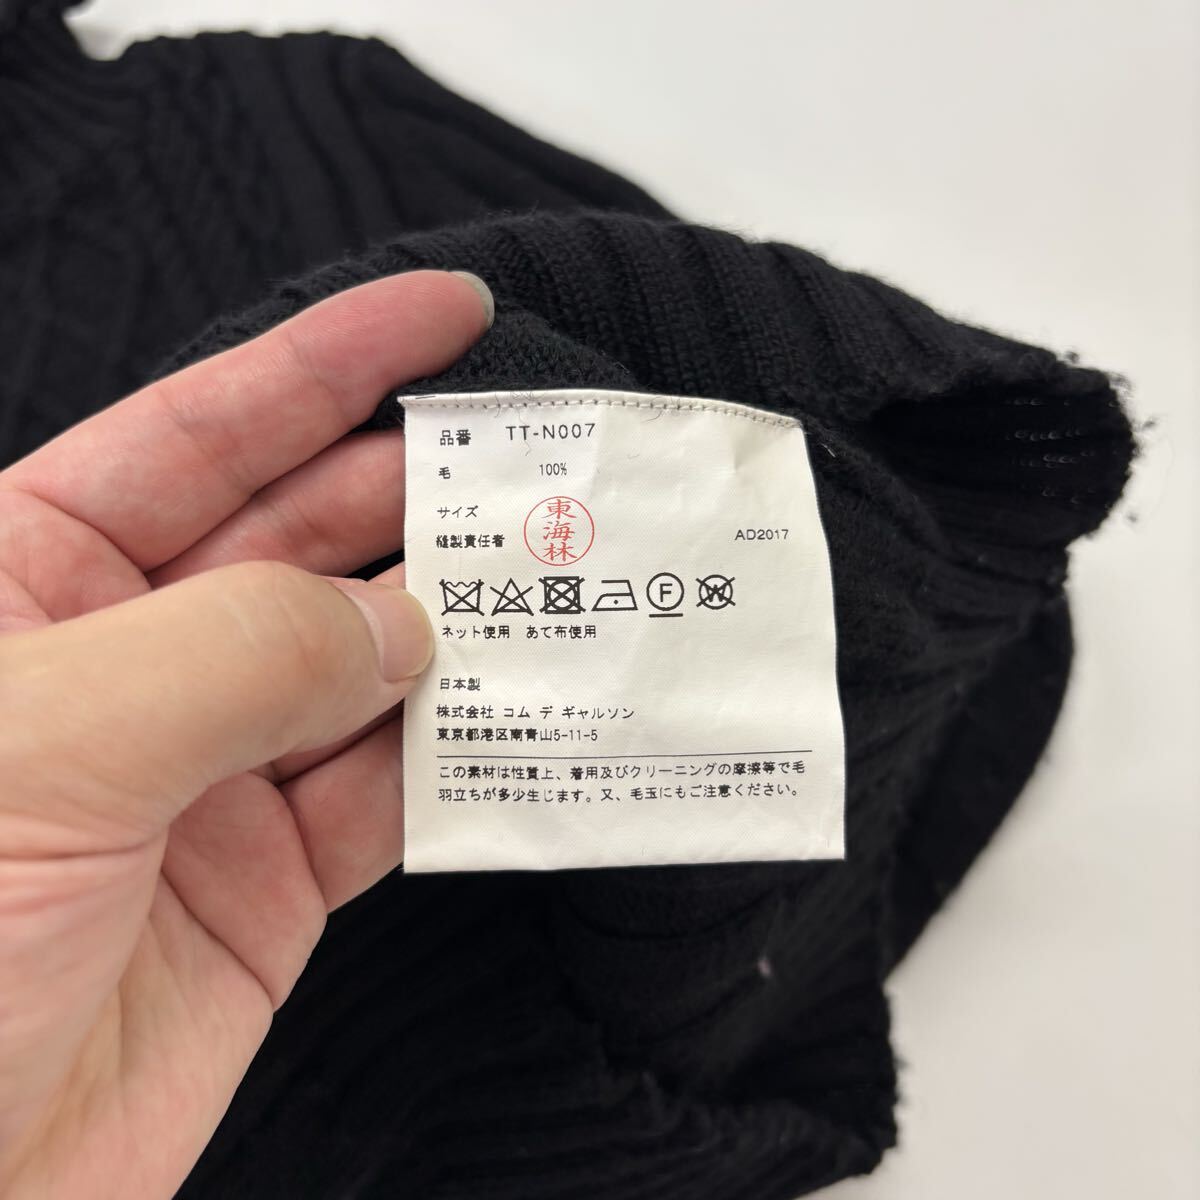 品番 TT-N007
毛 100%
サイズ
縫製責任者 東海林 AD2017
F W
ネット使用 あて布使用
日本製
株式会社 コム デ ギャルソン
東京都港区南青山5-11-5
この素材は性質上、着用及びクリーニングの摩擦等で毛
羽立ちが多少生じます。又、毛玉にもご注意ください。